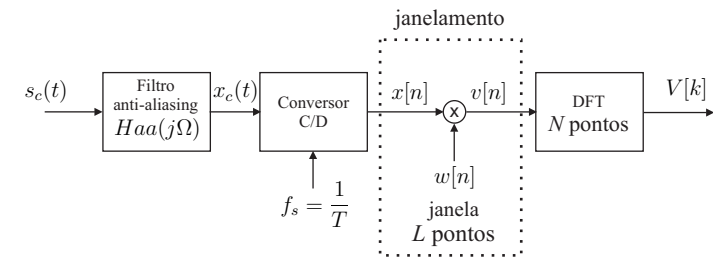 janelamento
s_c(t)
Filtro
anti-aliasing
Haa(jΩ)
x_c(t)
Conversor
C/D
x[n]
x
v[n]
DFT
N pontos
V[k]
f_s = 1/T
w[n]
janela
L pontos